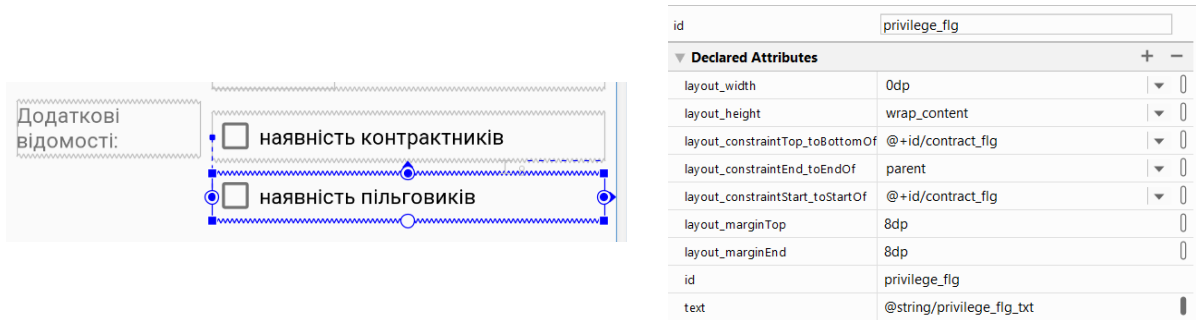 Додаткові
відомості:
наявність контрактників
8
наявність пільговиків
id privilege_flg
Declared Attributes
layout_width 0dp
layout_height wrap_content
layout_constraintTop_toBottomOf @+id/contract_flg
layout_constraintEnd_toEndOf parent
layout_constraintStart_toStartOf @+id/contract_flg
layout_marginTop 8dp
layout_marginEnd 8dp
id privilege_flg
text @string/privilege_flg_txt